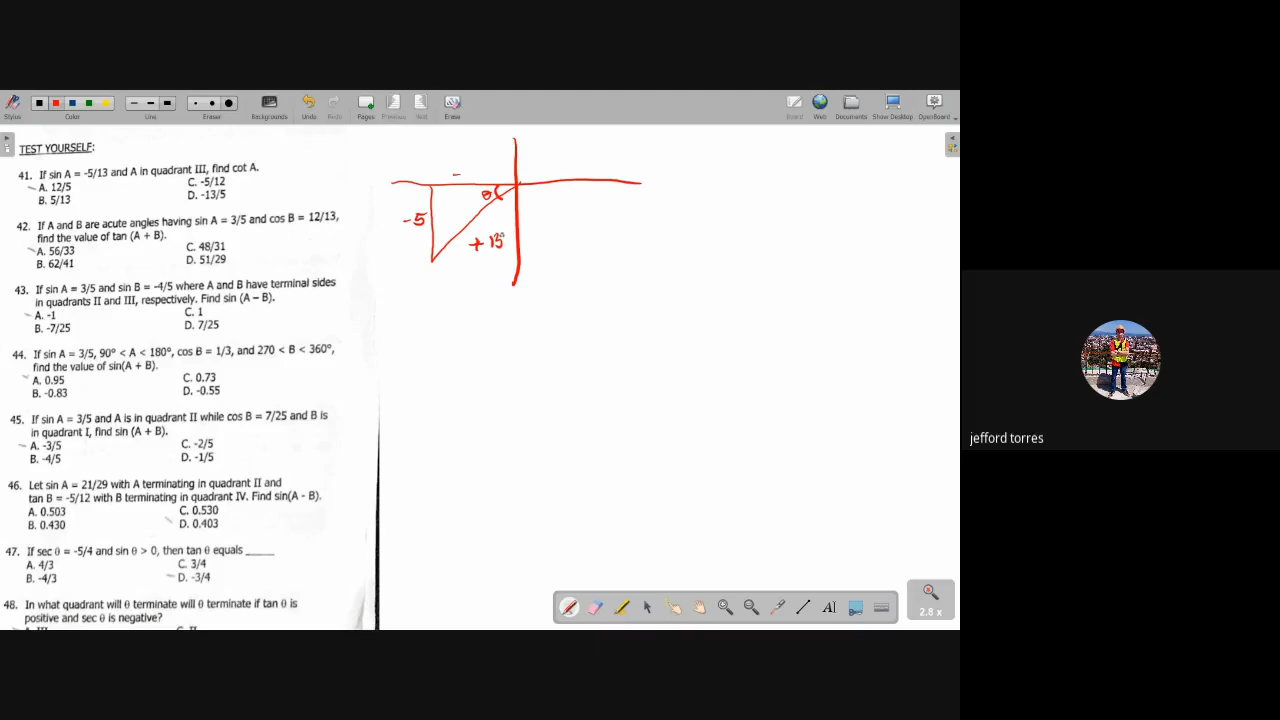 Stylus
Color
Line
Eraser
Backgrounds
Undo
Redo
Pages
Previous
Next
Erase
Board
Web
Documents
Show Desktop
OpenBoard
TEST YOURSELF:
41. If sin A = -5/13 and A in quadrant III, find cot A.
A. 12/5 C. -5/12
B. 5/13 D. -13/5
42. If A and B are acute angles having sin A = 3/5 and cos B = 12/13,
find the value of tan (A + B).
A. 56/33 C. 48/31
B. 62/41 D. 51/29
43. If sin A = 3/5 and sin B = -4/5 where A and B have terminal sides
in quadrants II and III, respectively. Find sin (A – B).
A. -1 C. 1
B. -7/25 D. 7/25
44. If sin A = 3/5, 90° < A < 180°, cos B = 1/3, and 270 < B < 360°,
find the value of sin(A + B).
A. 0.95 C. 0.73
B. -0.83 D. -0.55
45. If sin A = 3/5 and A is in quadrant II while cos B = 7/25 and B is
in quadrant I, find sin (A + B).
A. -3/5 C. -2/5
B. -4/5 D. -1/5
46. Let sin A = 21/29 with A terminating in quadrant II and
tan B = -5/12 with B terminating in quadrant IV. Find sin(A - B).
A. 0.503 C. 0.530
B. 0.430 D. 0.403
47. If sec θ = -5/4 and sin θ > 0, then tan θ equals _____
A. 4/3 C. 3/4
B. -4/3 D. -3/4
48. In what quadrant will θ terminate will θ terminate if tan θ is
positive and sec θ is negative?
-
θ
-5
+ 13
2.8 x
jefford torres